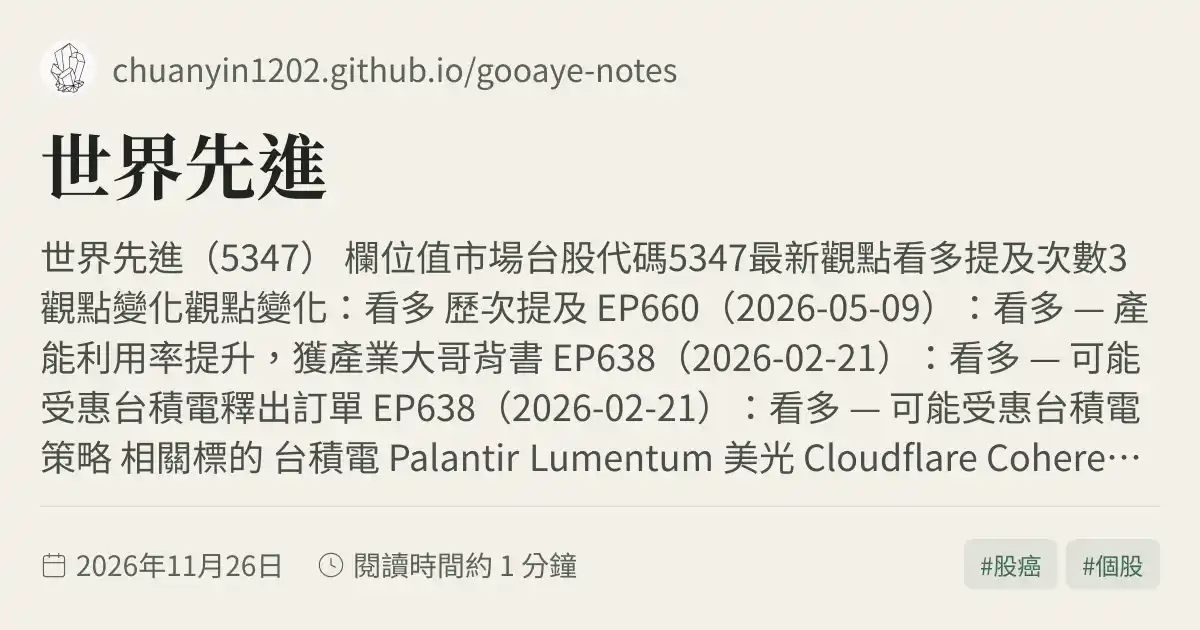 chuanyin1202.github.io/gooaye-notes
世界先進
世界先進（5347） 欄位值市場台股代碼5347最新觀點看多提及次數3
觀點變化觀點變化：看多 歷次提及 EP660（2026-05-09）：看多 — 產
能利用率提升，獲產業大哥背書 EP638（2026-02-21）：看多 — 可能
受惠台積電釋出訂單 EP638（2026-02-21）：看多 — 可能受惠台積電
策略 相關標的 台積電 Palantir Lumentum 美光 Cloudflare Cohere…
2026年11月26日 閱讀時間約 1 分鐘 #股癌 #個股